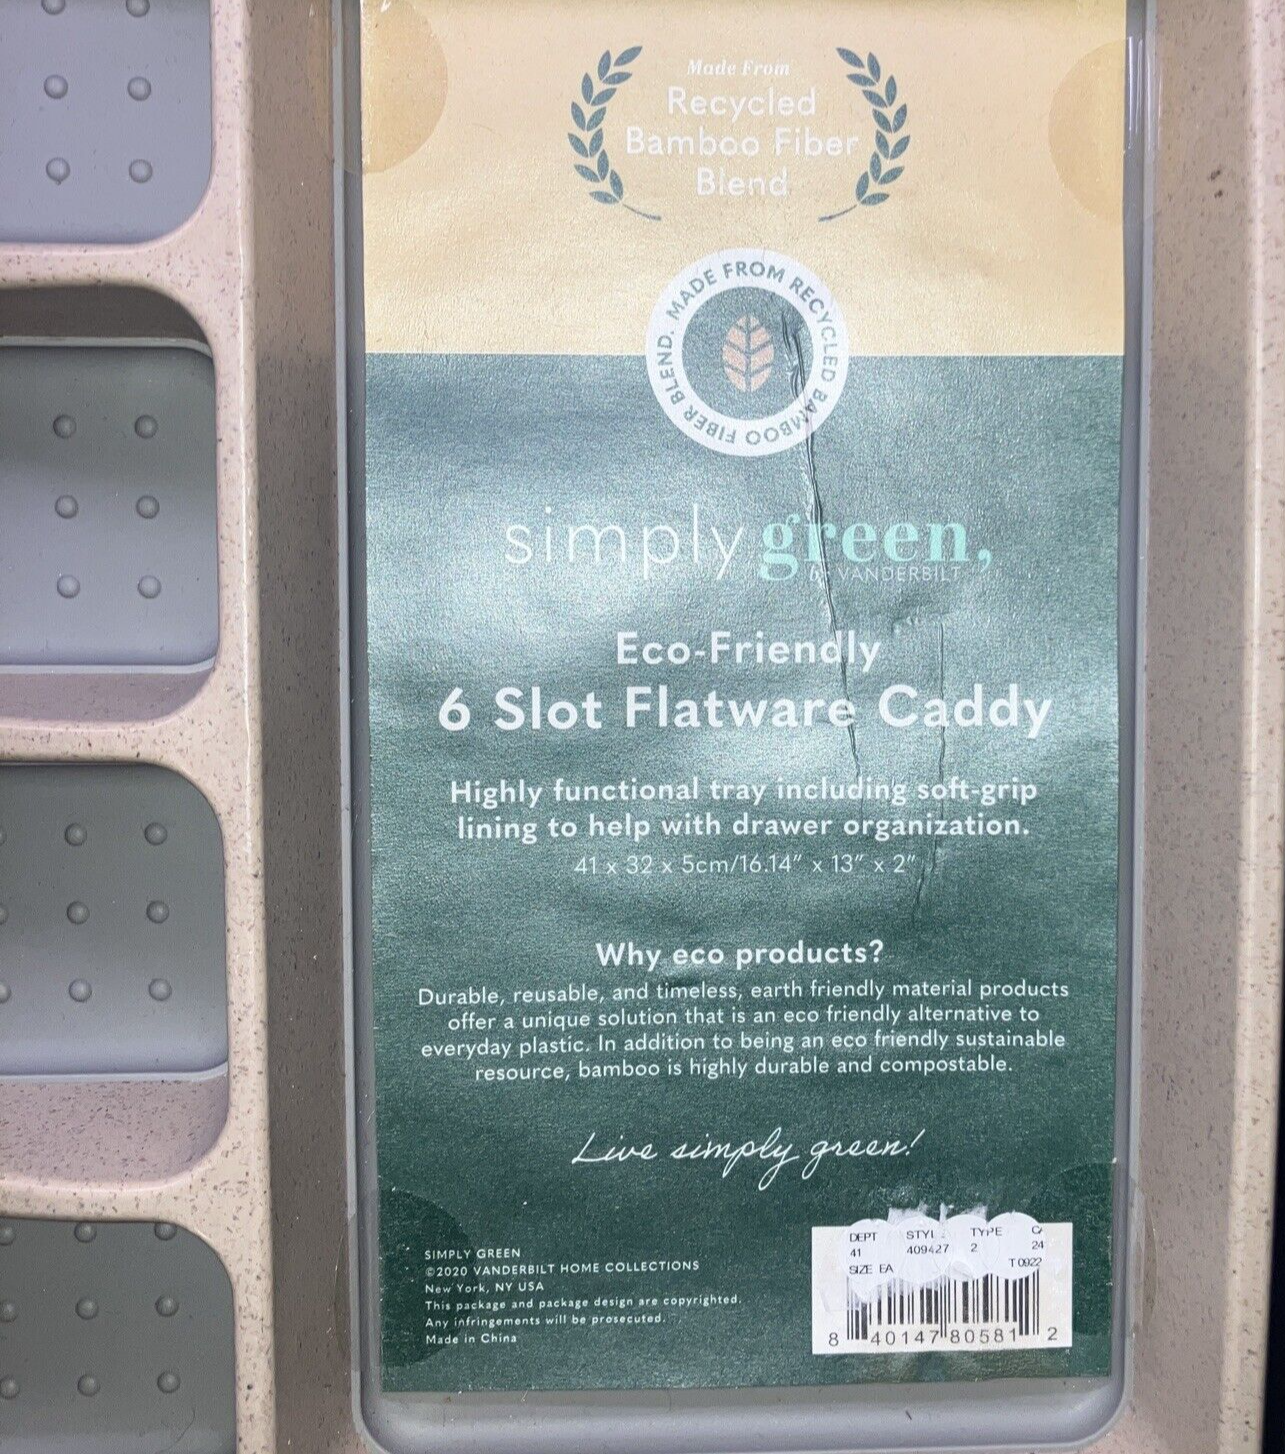 Made From
Recycled
Bamboo Fiber
Blend
MADE FROM RECYCLED BAMBOO FIBER BLEND.
simply green,
BY VANDERBILT
Eco-Friendly
6 Slot Flatware Caddy
Highly functional tray including soft-grip
lining to help with drawer organization.
41 x 32 x 5cm/16.14" x 13" x 2"
Why eco products?
Durable, reusable, and timeless, earth friendly material products
offer a unique solution that is an eco friendly alternative to
everyday plastic. In addition to being an eco friendly sustainable
resource, bamboo is highly durable and compostable.
Live simply green!
SIMPLY GREEN
©2020 VANDERBILT HOME COLLECTIONS
New York, NY USA
This package and package design are copyrighted.
Any infringements will be prosecuted.
Made in China
DEPT TYPE
41 409427 2 24
SIZE EA T0922
8 40147 80581 2